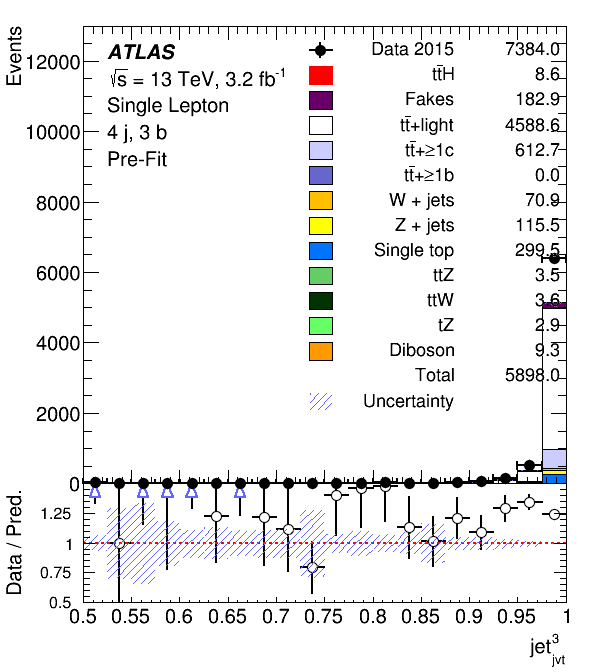 Events
12000
10000
8000
6000
4000
2000
0
ATLAS
√s = 13 TeV, 3.2 fb⁻¹
Single Lepton
4 j, 3 b
Pre-Fit
Data 2015 7384.0
tt̄H 8.6
Fakes 182.9
tt̄+light 4588.6
tt̄+≥1c 612.7
tt̄+≥1b 0.0
W + jets 70.9
Z + jets 115.5
Single top 299.5
ttZ 3.5
ttW 3.6
tZ 2.9
Diboson 9.3
Total 5898.0
Uncertainty
Data / Pred.
1.25
1
0.75
0.5
0.5 0.55 0.6 0.65 0.7 0.75 0.8 0.85 0.9 0.95 1
jet³jvt